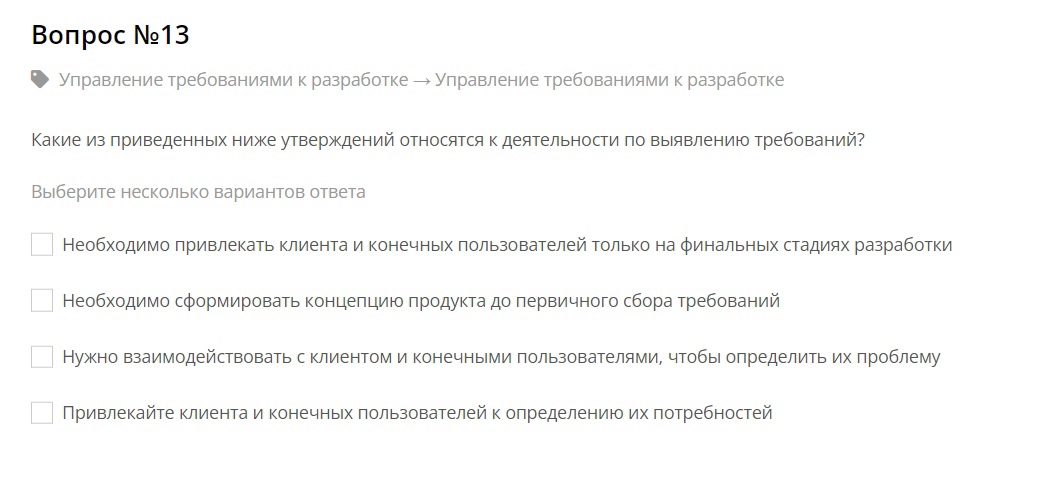 Вопрос №13
Управление требованиями к разработке → Управление требованиями к разработке
Какие из приведенных ниже утверждений относятся к деятельности по выявлению требований?
Выберите несколько вариантов ответа
Необходимо привлекать клиента и конечных пользователей только на финальных стадиях разработки
Необходимо сформировать концепцию продукта до первичного сбора требований
Нужно взаимодействовать с клиентом и конечными пользователями, чтобы определить их проблему
Привлекайте клиента и конечных пользователей к определению их потребностей